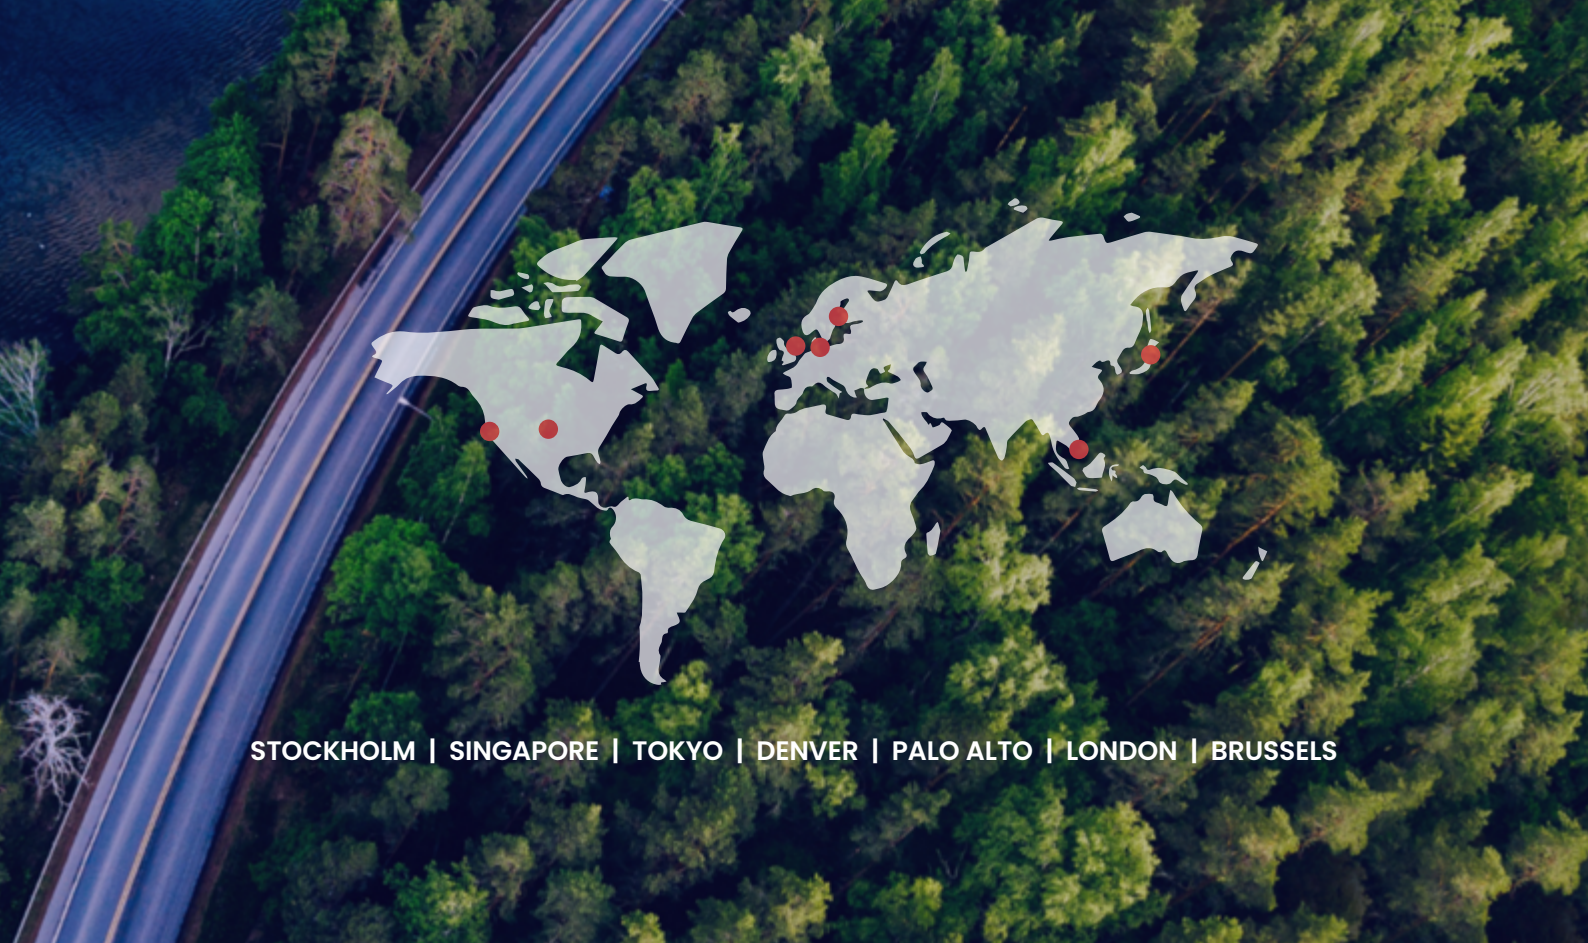 STOCKHOLM | SINGAPORE | TOKYO | DENVER | PALO ALTO | LONDON | BRUSSELS